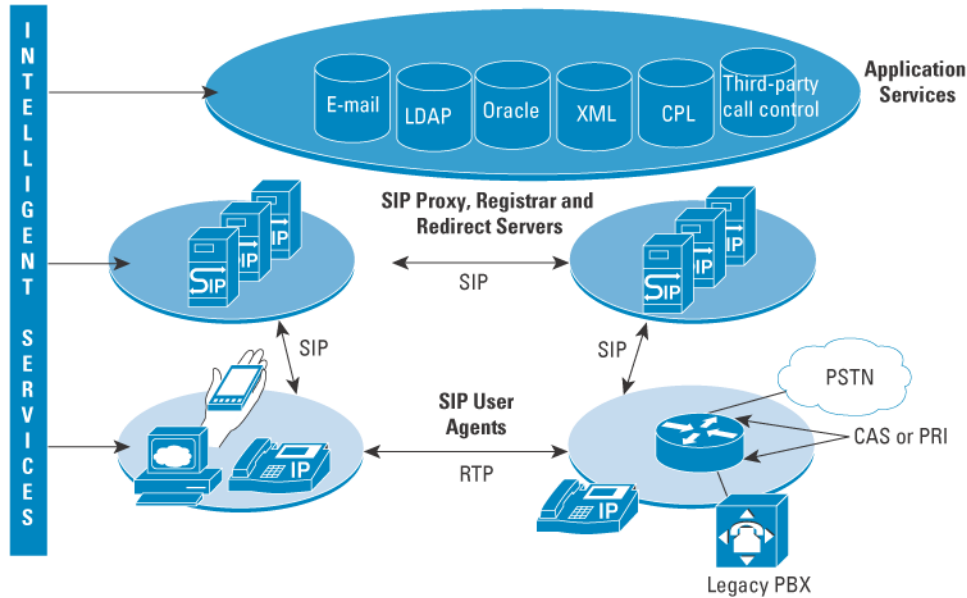 INTELLIGENT SERVICES
E-mail
LDAP
Oracle
XML
CPL
Third-party
call control
Application
Services
SIP Proxy, Registrar and
Redirect Servers
SIP
IP
IP
SIP
IP
IP
SIP
SIP
SIP
PSTN
SIP User
Agents
CAS or PRI
IP
RTP
IP
Legacy PBX